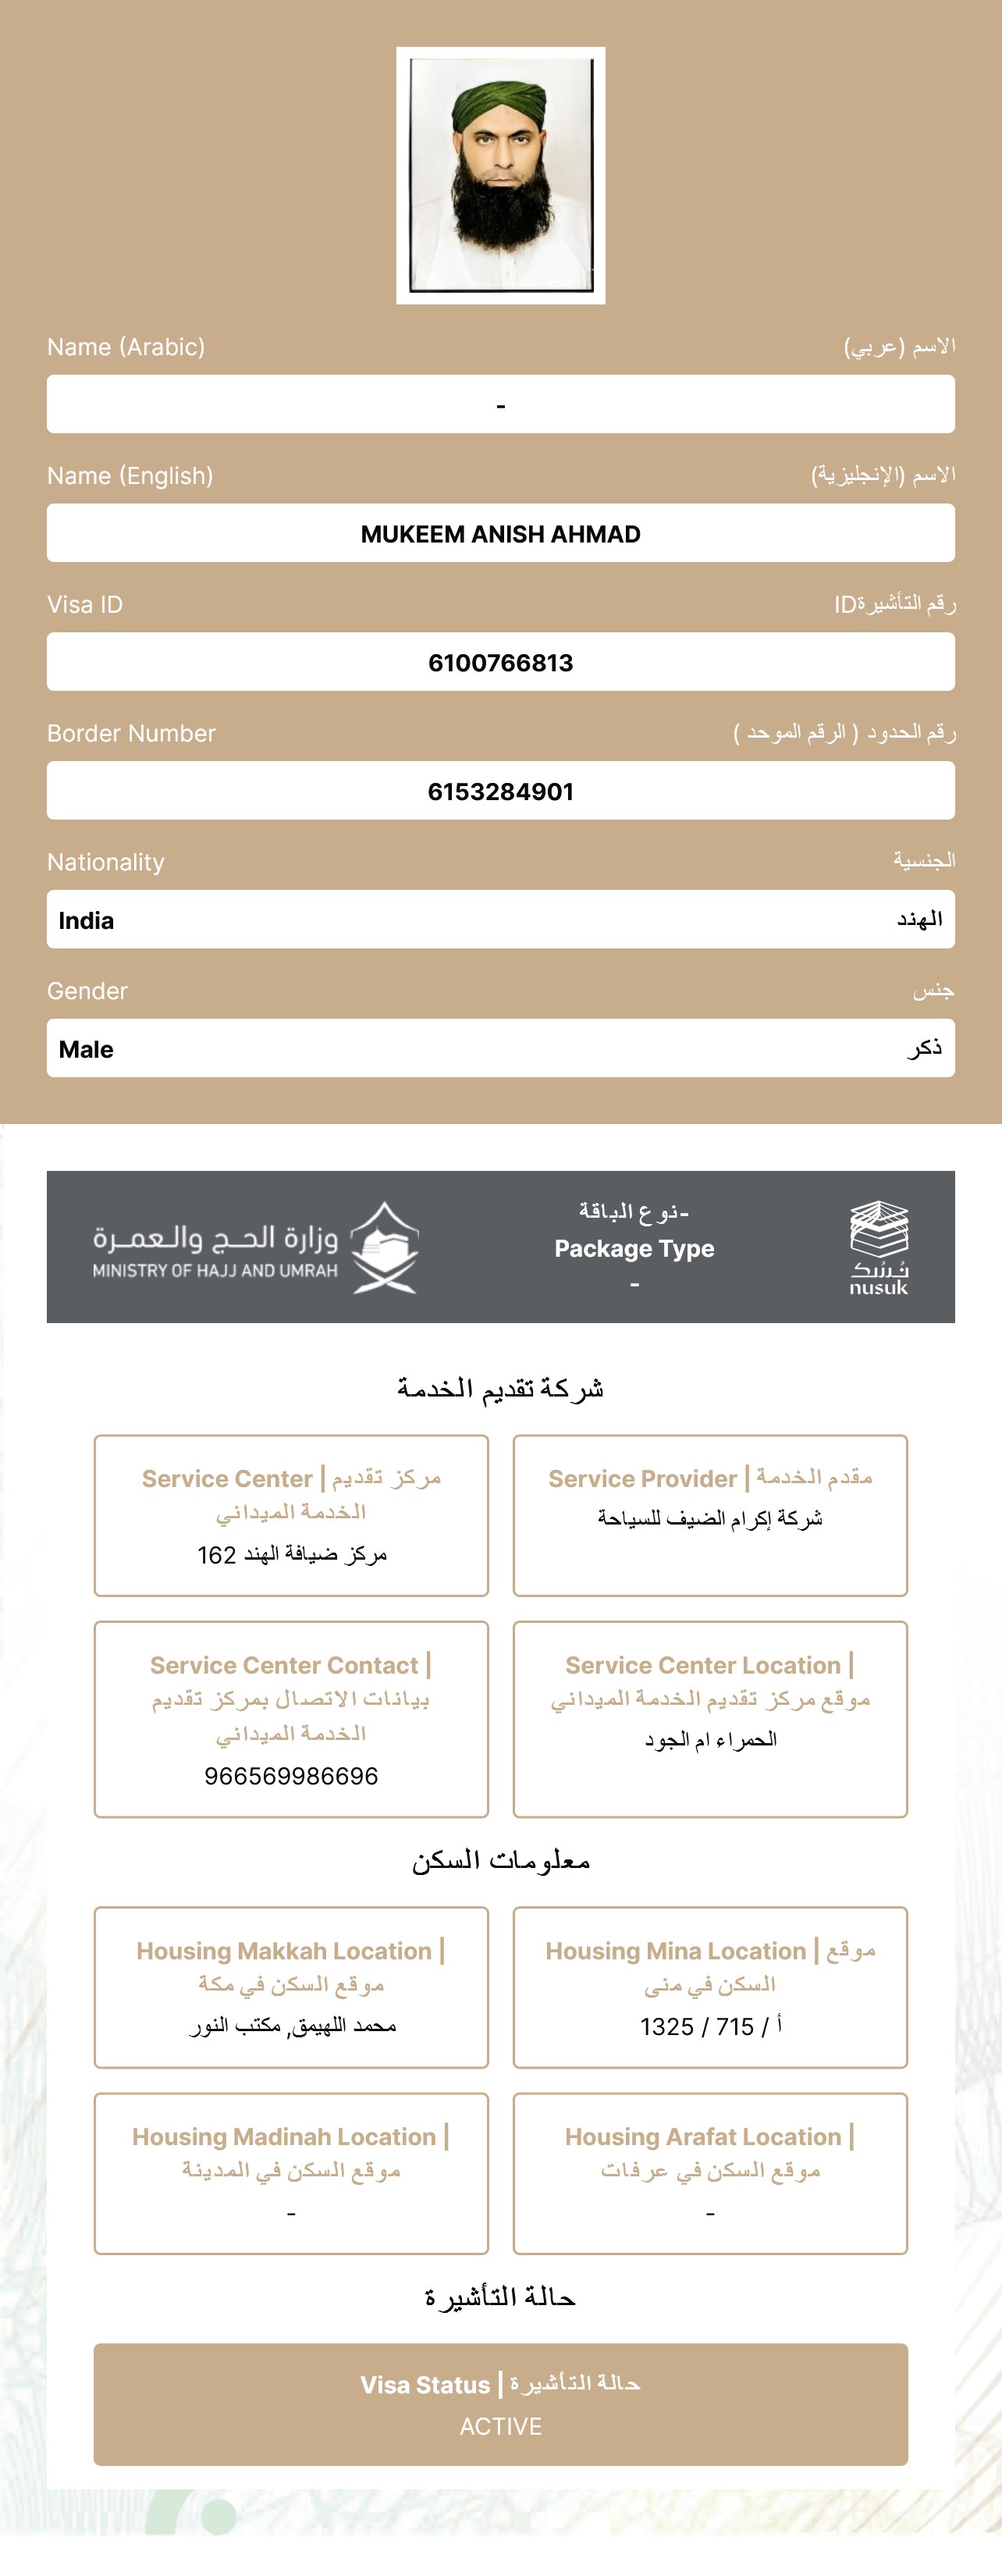 Name (Arabic) الاسم (عربي)
-
Name (English) الاسم (الإنجليزية)
MUKEEM ANISH AHMAD
Visa ID رقم التأشيرةID
6100766813
Border Number رقم الحدود ( الرقم الموحد )
6153284901
Nationality الجنسية
India الهند
Gender جنس
Male ذكر
وزارة الحج والعمرة
MINISTRY OF HAJJ AND UMRAH
-نوع الباقة
Package Type
-
نُسُك
nusuk
شركة تقديم الخدمة
Service Center | مركز تقديم
الخدمة الميداني
مركز ضيافة الهند 162
Service Provider | مقدم الخدمة
شركة إكرام الضيف للسياحة
Service Center Contact |
بيانات الاتصال بمركز تقديم
الخدمة الميداني
966569986696
Service Center Location |
موقع مركز تقديم الخدمة الميداني
الحمراء ام الجود
معلومات السكن
Housing Makkah Location |
موقع السكن في مكة
محمد اللهيمق, مكتب النور
Housing Mina Location | موقع
السكن في منى
أ / 715 / 1325
Housing Madinah Location |
موقع السكن في المدينة
-
Housing Arafat Location |
موقع السكن في عرفات
-
حالة التأشيرة
Visa Status | حالة التأشيرة
ACTIVE